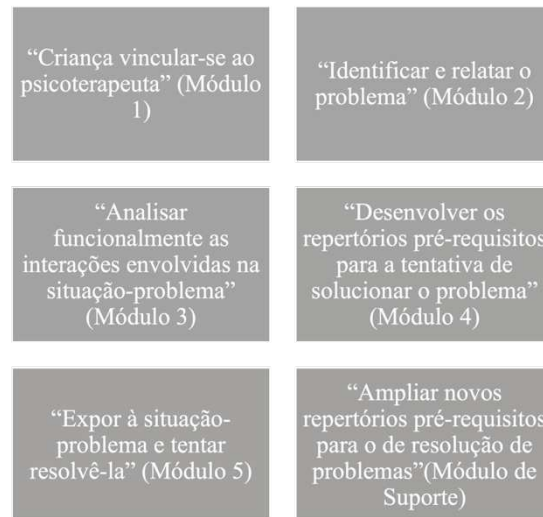 “Criança vincular-se ao
psicoterapeuta” (Módulo
1)
“Identificar e relatar o
problema” (Módulo 2)
“Analisar
funcionalmente as
interações envolvidas na
situação-problema”
(Módulo 3)
“Desenvolver os
repertórios pré-requisitos
para a tentativa de
solucionar o problema”
(Módulo 4)
“Expor à situação-
problema e tentar
resolvê-la” (Módulo 5)
“Ampliar novos
repertórios pré-requisitos
para o de resolução de
problemas”(Módulo de
Suporte)